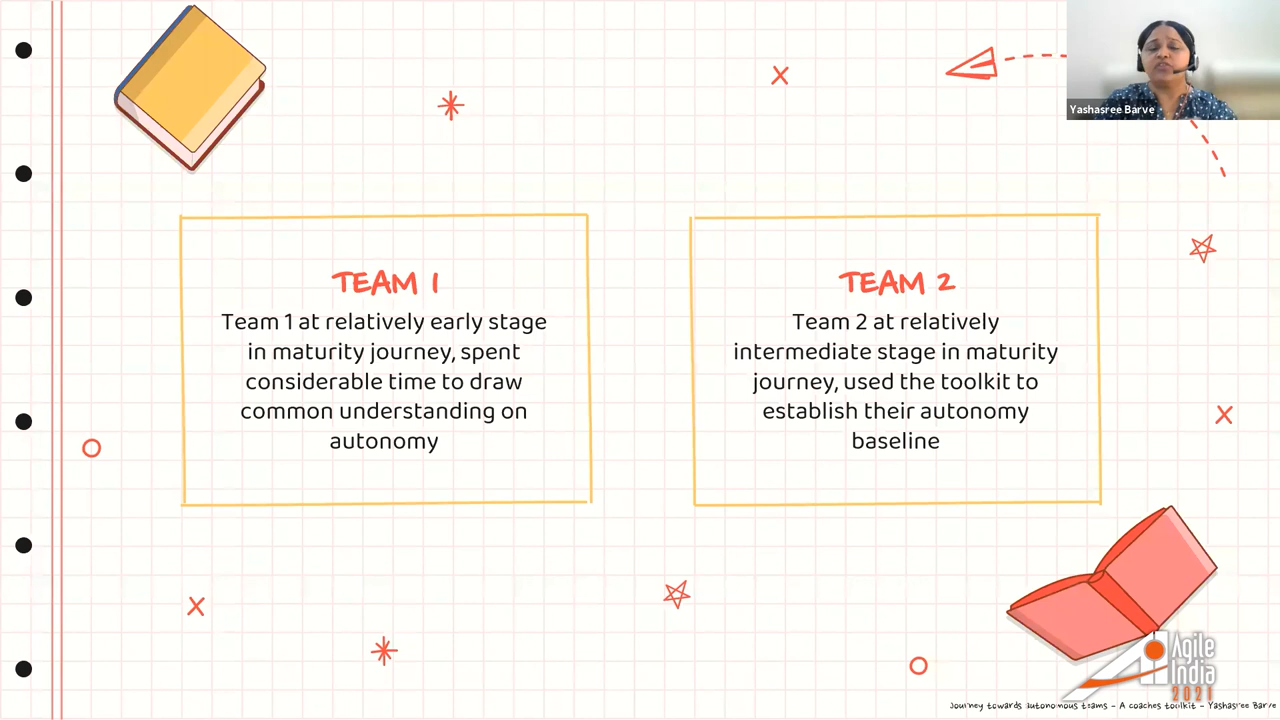 Yashasree Barve
TEAM 1
Team 1 at relatively early stage
in maturity journey, spent
considerable time to draw
common understanding on
autonomy
TEAM 2
Team 2 at relatively
intermediate stage in maturity
journey, used the toolkit to
establish their autonomy
baseline
Agile
India
2021
Journey towards autonomous teams - A coaches toolkit - Yashasree Barve